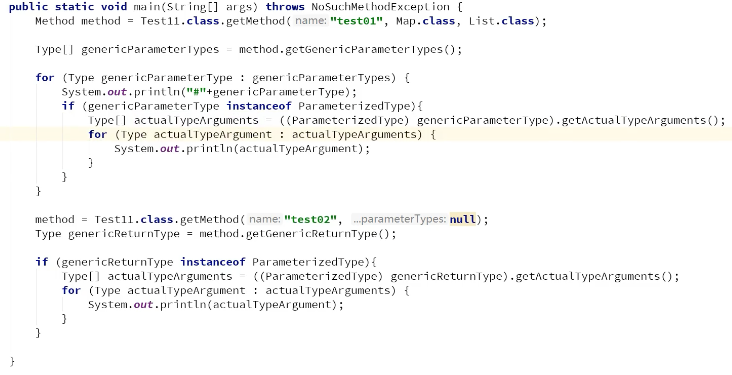 public static void main(String[] args) throws NoSuchMethodException {
    Method method = Test11.class.getMethod( name: "test01", Map.class, List.class);

    Type[] genericParameterTypes = method.getGenericParameterTypes();

    for (Type genericParameterType : genericParameterTypes) {
        System.out.println("#"+genericParameterType);
        if (genericParameterType instanceof ParameterizedType){
            Type[] actualTypeArguments = ((ParameterizedType) genericParameterType).getActualTypeArguments();
            for (Type actualTypeArgument : actualTypeArguments) {
                System.out.println(actualTypeArgument);
            }
        }
    }

    method = Test11.class.getMethod( name: "test02", ...parameterTypes: null);
    Type genericReturnType = method.getGenericReturnType();

    if (genericReturnType instanceof ParameterizedType){
        Type[] actualTypeArguments = ((ParameterizedType) genericReturnType).getActualTypeArguments();
        for (Type actualTypeArgument : actualTypeArguments) {
            System.out.println(actualTypeArgument);
        }
    }

}